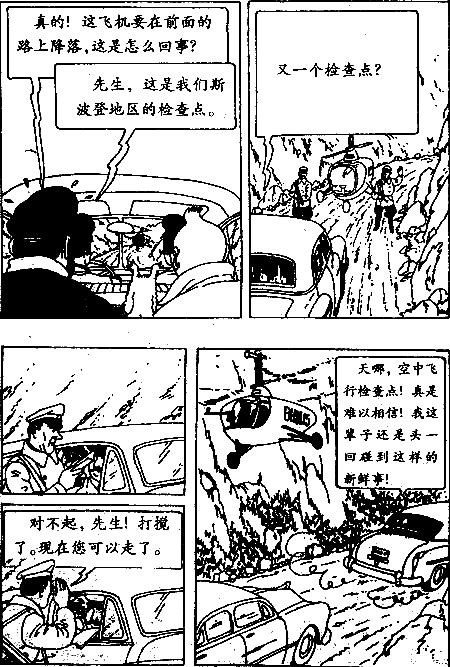 真的！这飞机要在前面的
路上降落，这是怎么回事？
先生，这是我们斯
波登地区的检查点。
又一个检查点？
对不起，先生！打搅
了。现在您可以走了。
天哪，空中飞
行检查点！真是
难以相信！我这
辈子还是头一
回碰到这样的
新鲜事！